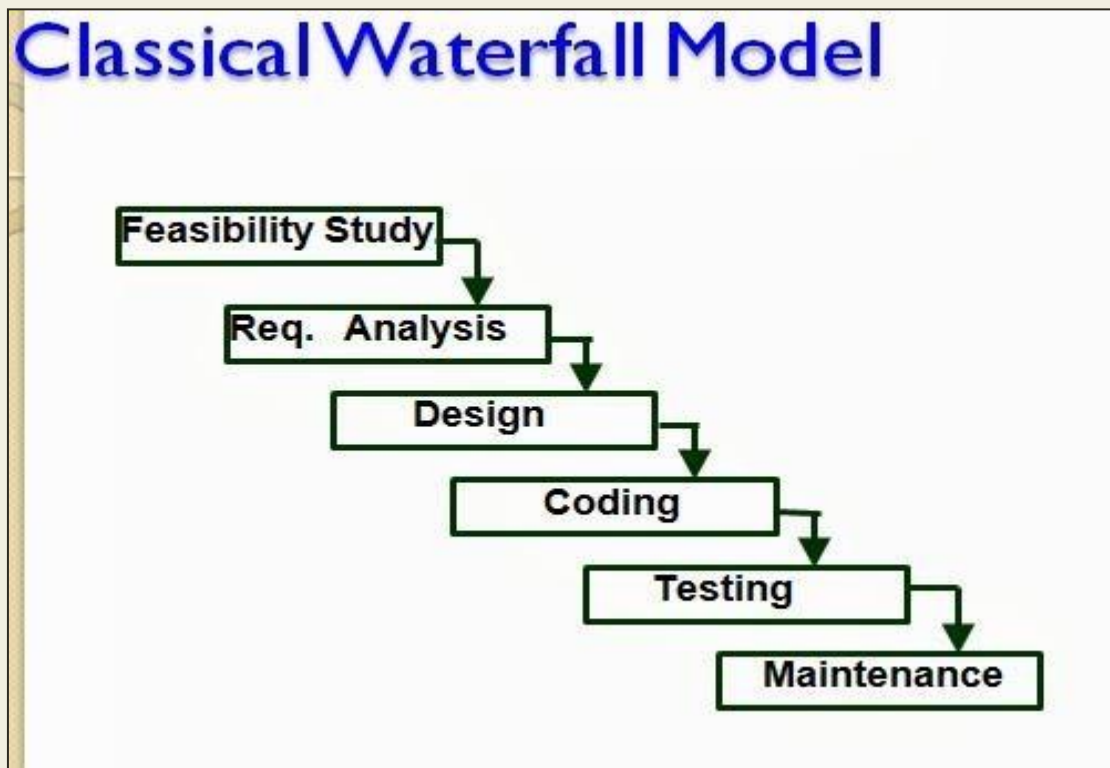 Classical Waterfall Model
Feasibility Study
Req. Analysis
Design
Coding
Testing
Maintenance